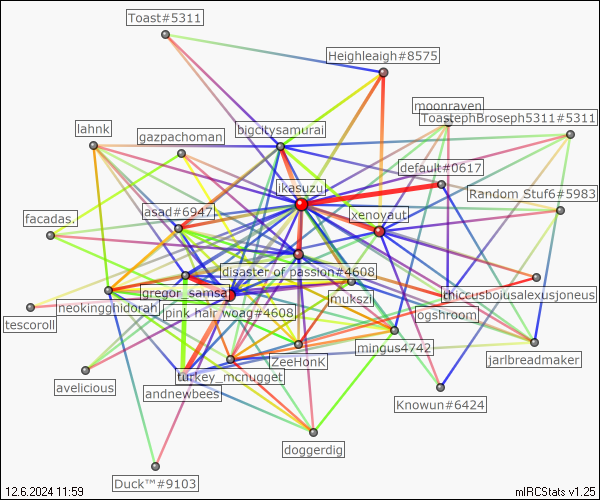 Toast#5311
Heighleaigh#8575
moonraven
ToastephBroseph5311#5311
lahnk
bigcitysamurai
gazpachoman
default#0617
ikasuzu
Random Stuf6#5983
xenoyaut
asad#6947
facadas.
disaster of passion#4608
gregor_samsa
mukszi
thiccusboiusalexusjoneus
neokingghidorah
pink hair woag#4608
ogshroom
tescoroll
mingus4742
ZeeHonK
jarlbreadmaker
turkey_mcnugget
avelicious
andnewbees
Knowun#6424
doggerdig
Duck™#9103
12.6.2024 11:59
mIRCStats v1.25